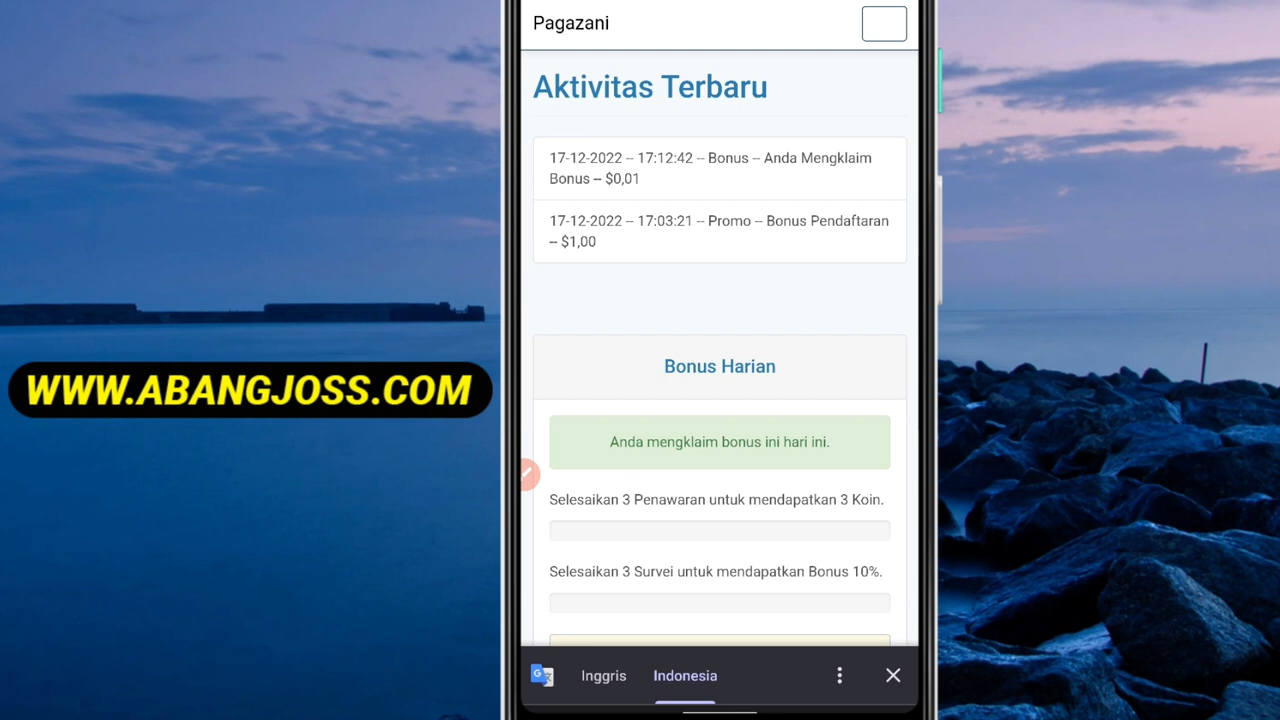 Pagazani
Aktivitas Terbaru
17-12-2022 -- 17:12:42 -- Bonus -- Anda Mengklaim
Bonus -- $0,01
17-12-2022 -- 17:03:21 -- Promo -- Bonus Pendaftaran
-- $1,00
WWW.ABANGJOSS.COM
Bonus Harian
Anda mengklaim bonus ini hari ini.
Selesaikan 3 Penawaran untuk mendapatkan 3 Koin.
Selesaikan 3 Survei untuk mendapatkan Bonus 10%.
Inggris Indonesia